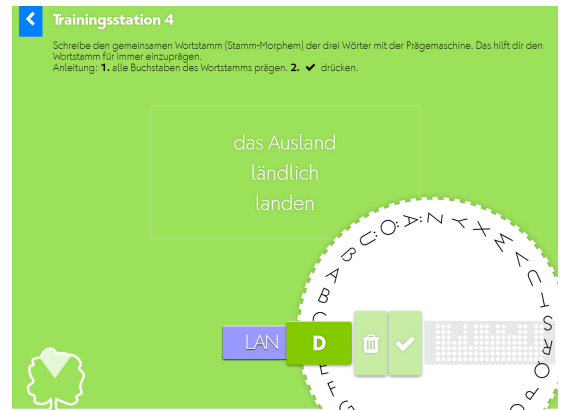 Trainingsstation 4
Schreibe den gemeinsamen Wortstamm (Stamm-Morphem) der drei Wörter mit der Prägemaschine. Das hilft dir den
Wortstamm für immer einzuprägen.
Anleitung: 1. alle Buchstaben des Wortstamms prägen. 2. ✔ drücken.
das Ausland
ländlich
landen
A B C
E F G
Q R S T U V W X Y Z Ä Ö Ü ß
LAN D